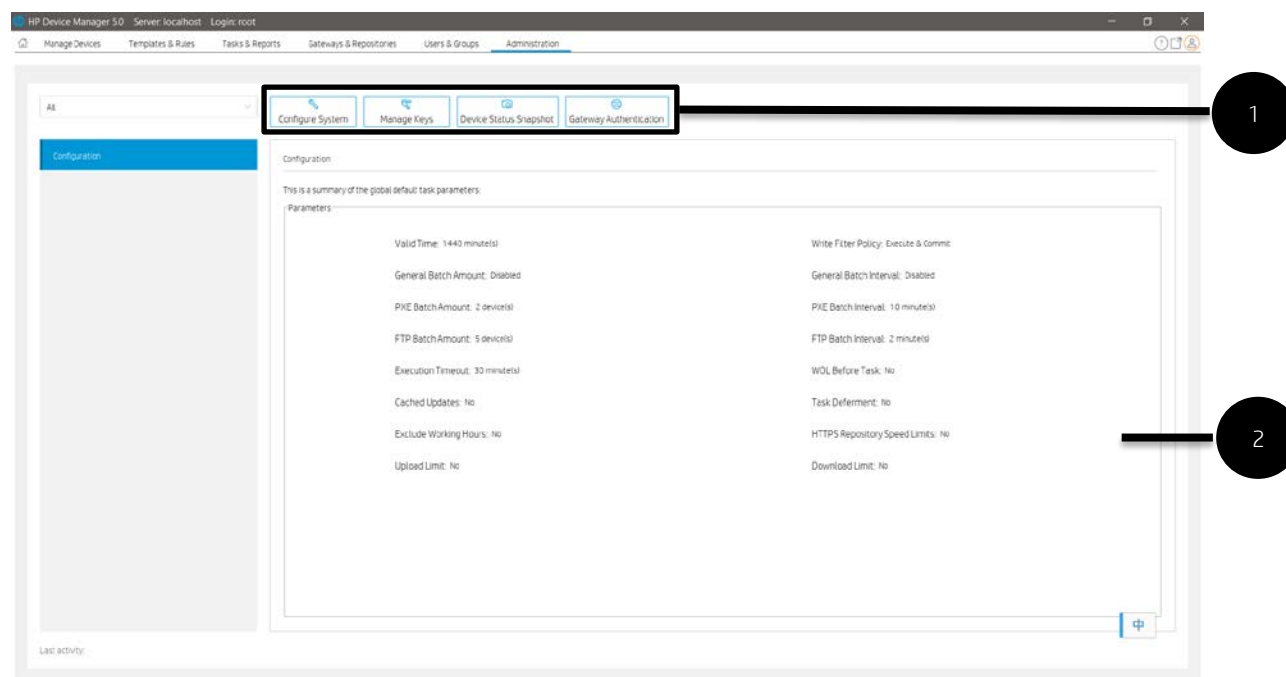 HP Device Manager 5.0 Server: localhost Login: root
Manage Devices Templates & Rules Tasks & Reports Gateways & Repositories Users & Groups Administration
All
Configure System Manage Keys Device Status Snapshot Gateway Authentication
1
Configuration
Configuration
This is a summary of the global default task parameters:
Parameters
Valid Time: 1440 minute(s) Write Filter Policy: Execute & Commit
General Batch Amount: Disabled General Batch Interval: Disabled
PXE Batch Amount: 2 device(s) PXE Batch Interval: 10 minute(s)
FTP Batch Amount: 5 device(s) FTP Batch Interval: 2 minute(s)
Execution Timeout: 30 minute(s) WOL Before Task: No
Cached Updates: No Task Deferment: No
Exclude Working Hours: No HTTPS Repository Speed Limits: No
2
Upload Limit: No Download Limit: No
中
Last activity: